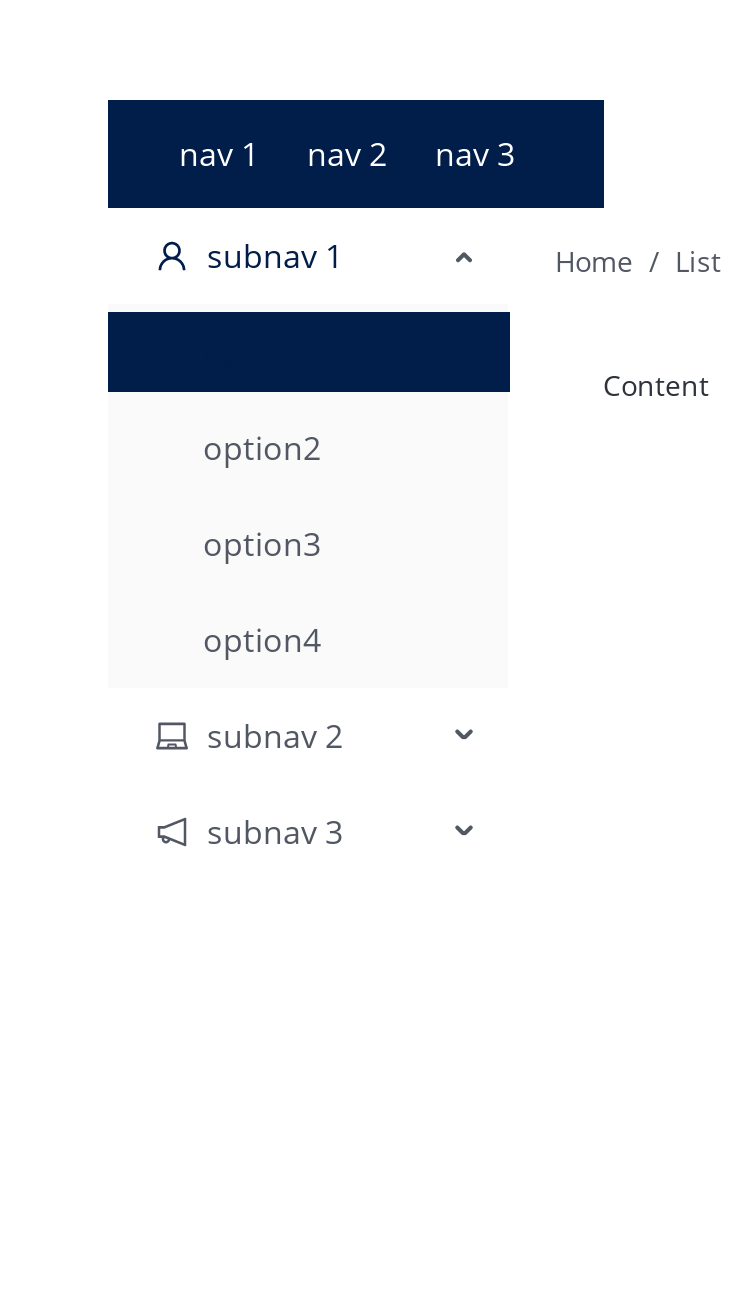 nav 1 nav 2 nav 3
subnav 1
Home / List
Content
option2
option3
option4
subnav 2
subnav 3